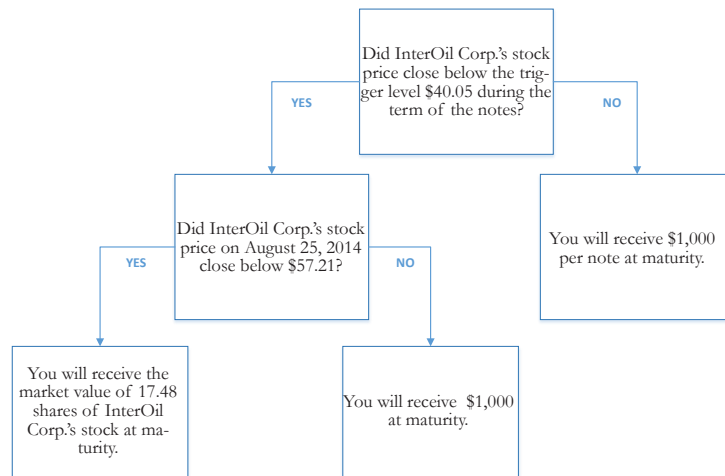 Did InterOil Corp.'s stock
price close below the trig-
ger level $40.05 during the
term of the notes?
YES
NO
Did InterOil Corp.'s stock
price on August 25, 2014
close below $57.21?
You will receive $1,000
per note at maturity.
YES
NO
You will receive the
market value of 17.48
shares of InterOil
Corp.'s stock at ma-
turity.
You will receive $1,000
at maturity.